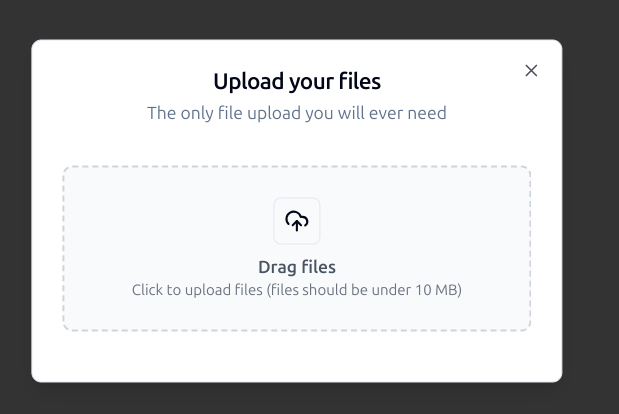 Upload your files
The only file upload you will ever need
Drag files
Click to upload files (files should be under 10 MB)